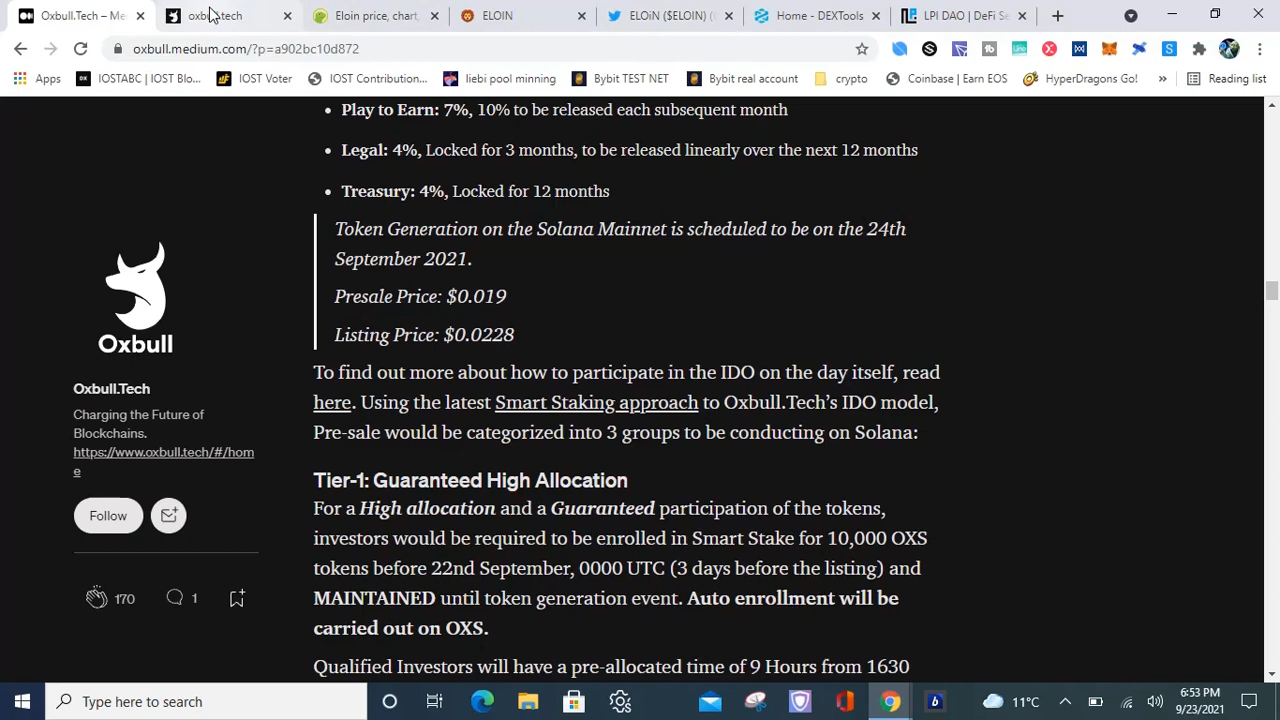 Oxbull.Tech – Me
oxbull.tech
Eloin price, chart,
ELOIN
ELOiN ($ELOIN) (
Home - DEXTools
LPI DAO | DeFi Se
oxbull.medium.com/?p=a902bc10d872
Apps
IOSTABC | IOST Blo...
IOST Voter
IOST Contribution...
liebi pool minning
Bybit TEST NET
Bybit real account
crypto
Coinbase | Earn EOS
HyperDragons Go!
»
Reading list
• Play to Earn: 7%, 10% to be released each subsequent month
• Legal: 4%, Locked for 3 months, to be released linearly over the next 12 months
• Treasury: 4%, Locked for 12 months
Token Generation on the Solana Mainnet is scheduled to be on the 24th
September 2021.
Presale Price: $0.019
Listing Price: $0.0228
To find out more about how to participate in the IDO on the day itself, read
here. Using the latest Smart Staking approach to Oxbull.Tech’s IDO model,
Pre-sale would be categorized into 3 groups to be conducting on Solana:
Tier-1: Guaranteed High Allocation
For a High allocation and a Guaranteed participation of the tokens,
investors would be required to be enrolled in Smart Stake for 10,000 OXS
tokens before 22nd September, 0000 UTC (3 days before the listing) and
MAINTAINED until token generation event. Auto enrollment will be
carried out on OXS.
Qualified Investors will have a pre-allocated time of 9 Hours from 1630
Oxbull
Oxbull.Tech
Charging the Future of
Blockchains.
https://www.oxbull.tech/#/hom
e
Follow
170
1
Type here to search
11°C
6:53 PM
9/23/2021